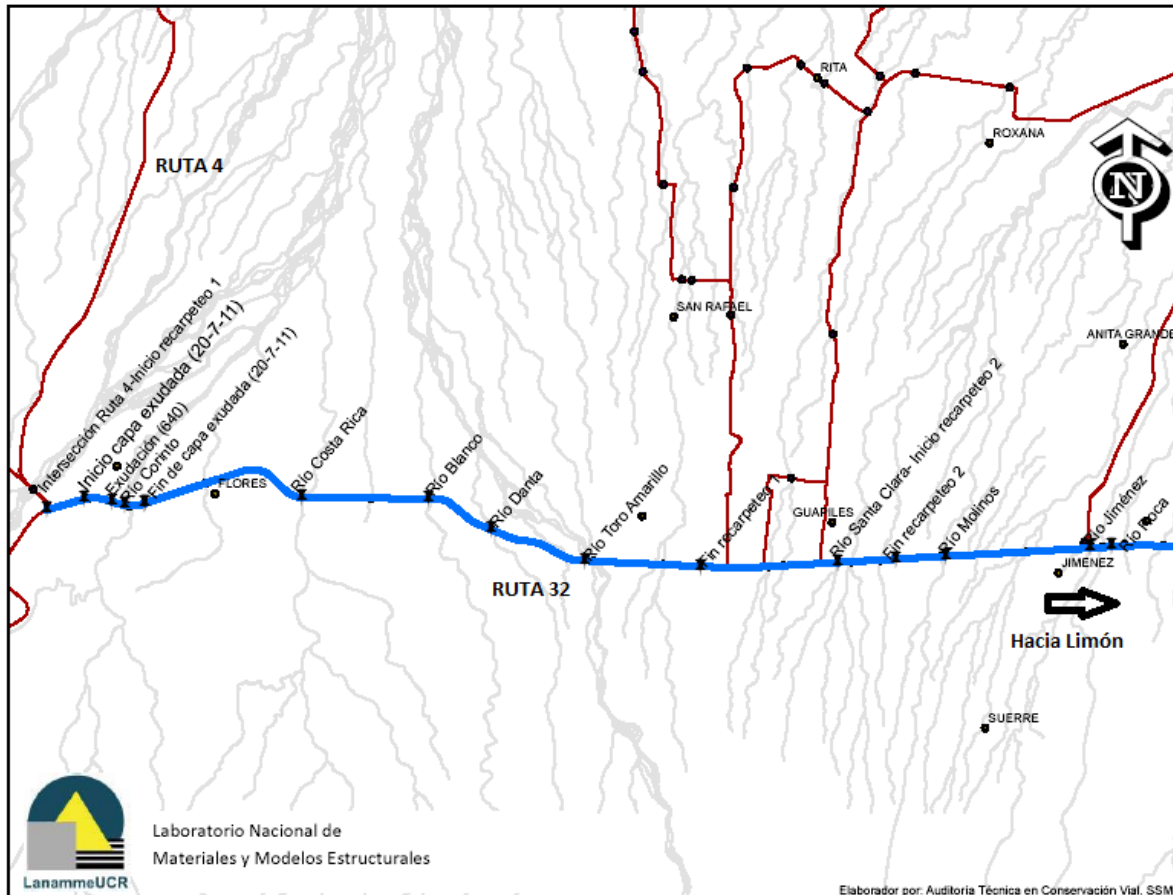 RITA
ROXANA
N
RUTA 4
SAN RAFAEL
ANITA GRANDE
Intersección Ruta 4-Inicio recarpeteo 1
Inicio capa exudada (20-7-11)
Exudación (640)
Río Corinto
Fin de capa exudada (20-7-11)
FLORES
Río Costa Rica
Río Blanco
Río Danta
Río Toro Amarillo
Fin recarpeteo 1
GUAPILES
Río Santa Clara- Inicio recarpeteo 2
Fin recarpeteo 2
Río Molinos
Río Jiménez
Río Roca
JIMENEZ
RUTA 32
Hacia Limón
SUERRE
Laboratorio Nacional de
Materiales y Modelos Estructurales
LanammeUCR
Elaborador por: Auditoría Técnica en Conservación Vial. SSM